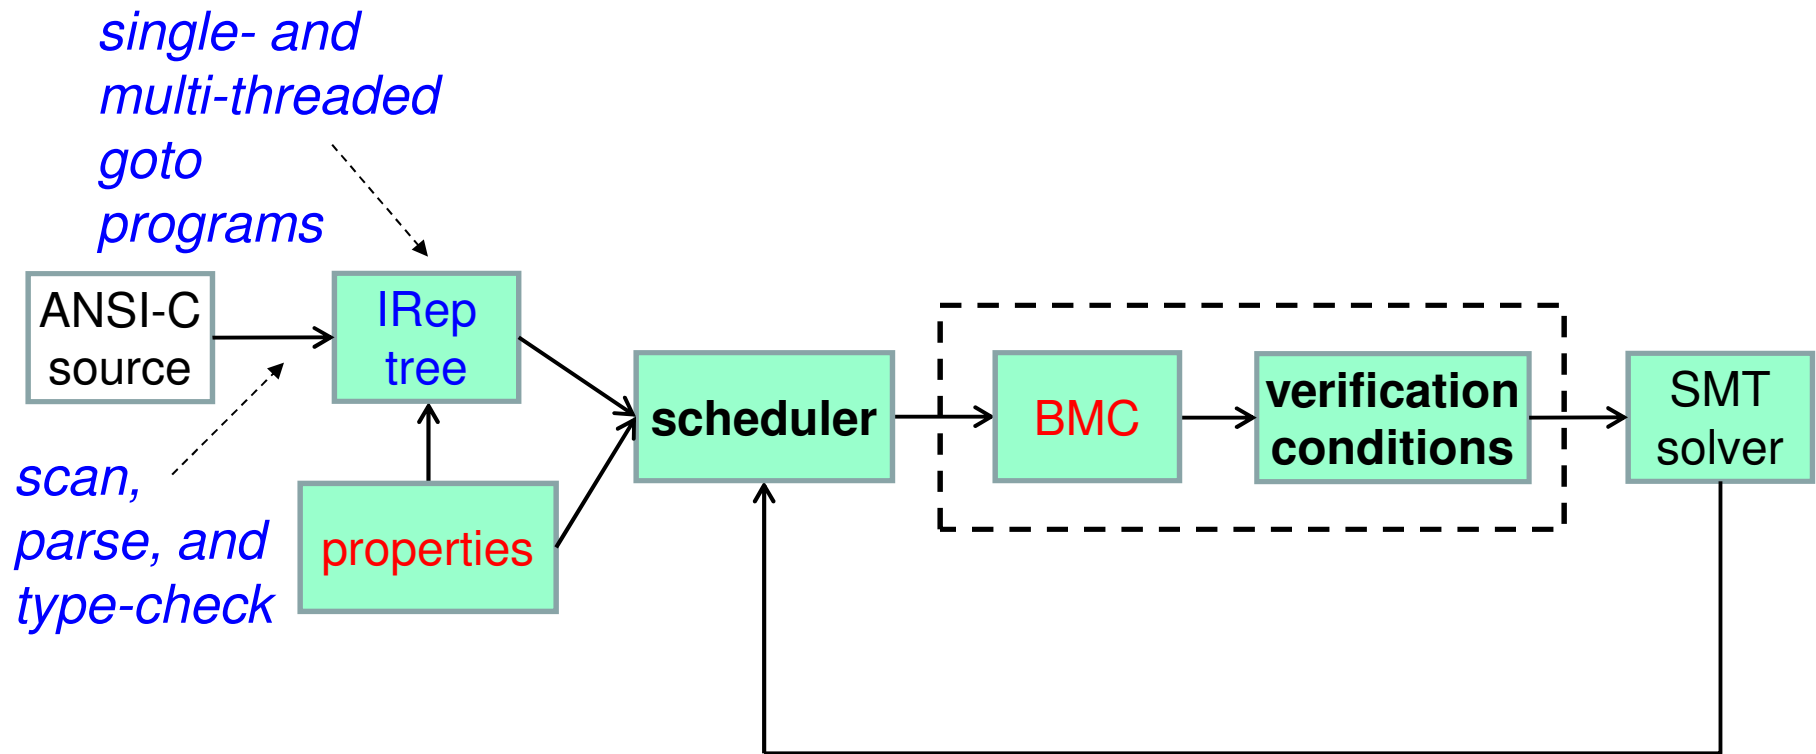 single- and
multi-threaded
goto
programs
ANSI-C
source
IRep
tree
scan,
parse, and
type-check
properties
scheduler
BMC
verification
conditions
SMT
solver